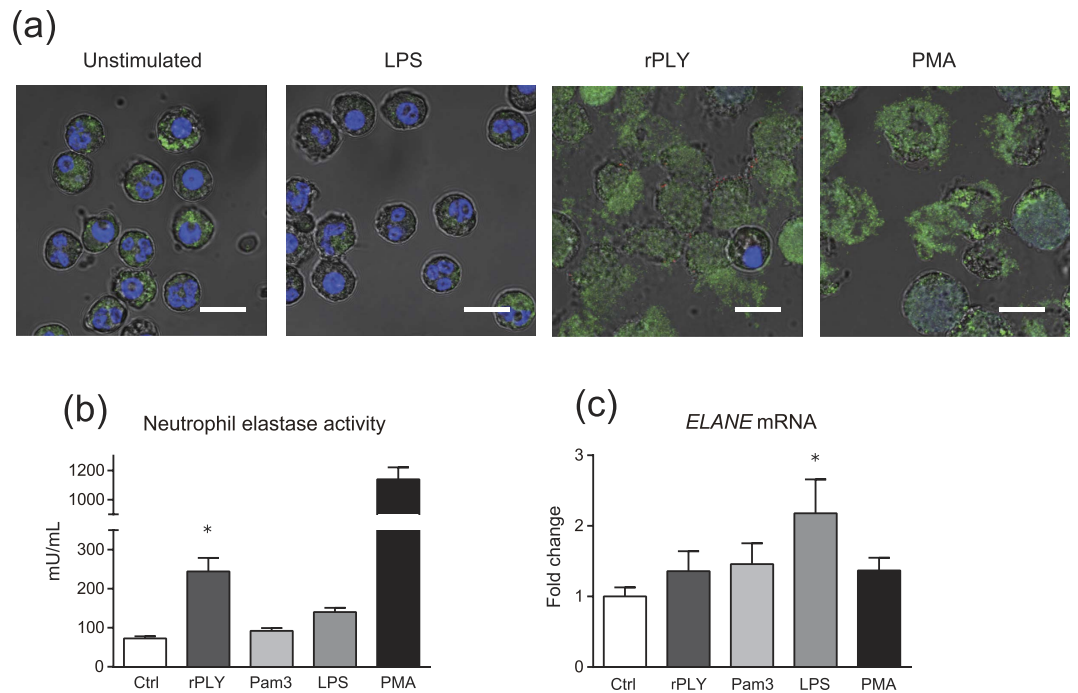 (a)
Unstimulated LPS rPLY PMA
(b)
Neutrophil elastase activity
mU/mL
1200
1000
300
200
100
0
Ctrl rPLY Pam3 LPS PMA
*
(c)
ELANE mRNA
Fold change
3
2
1
0
Ctrl rPLY Pam3 LPS PMA
*